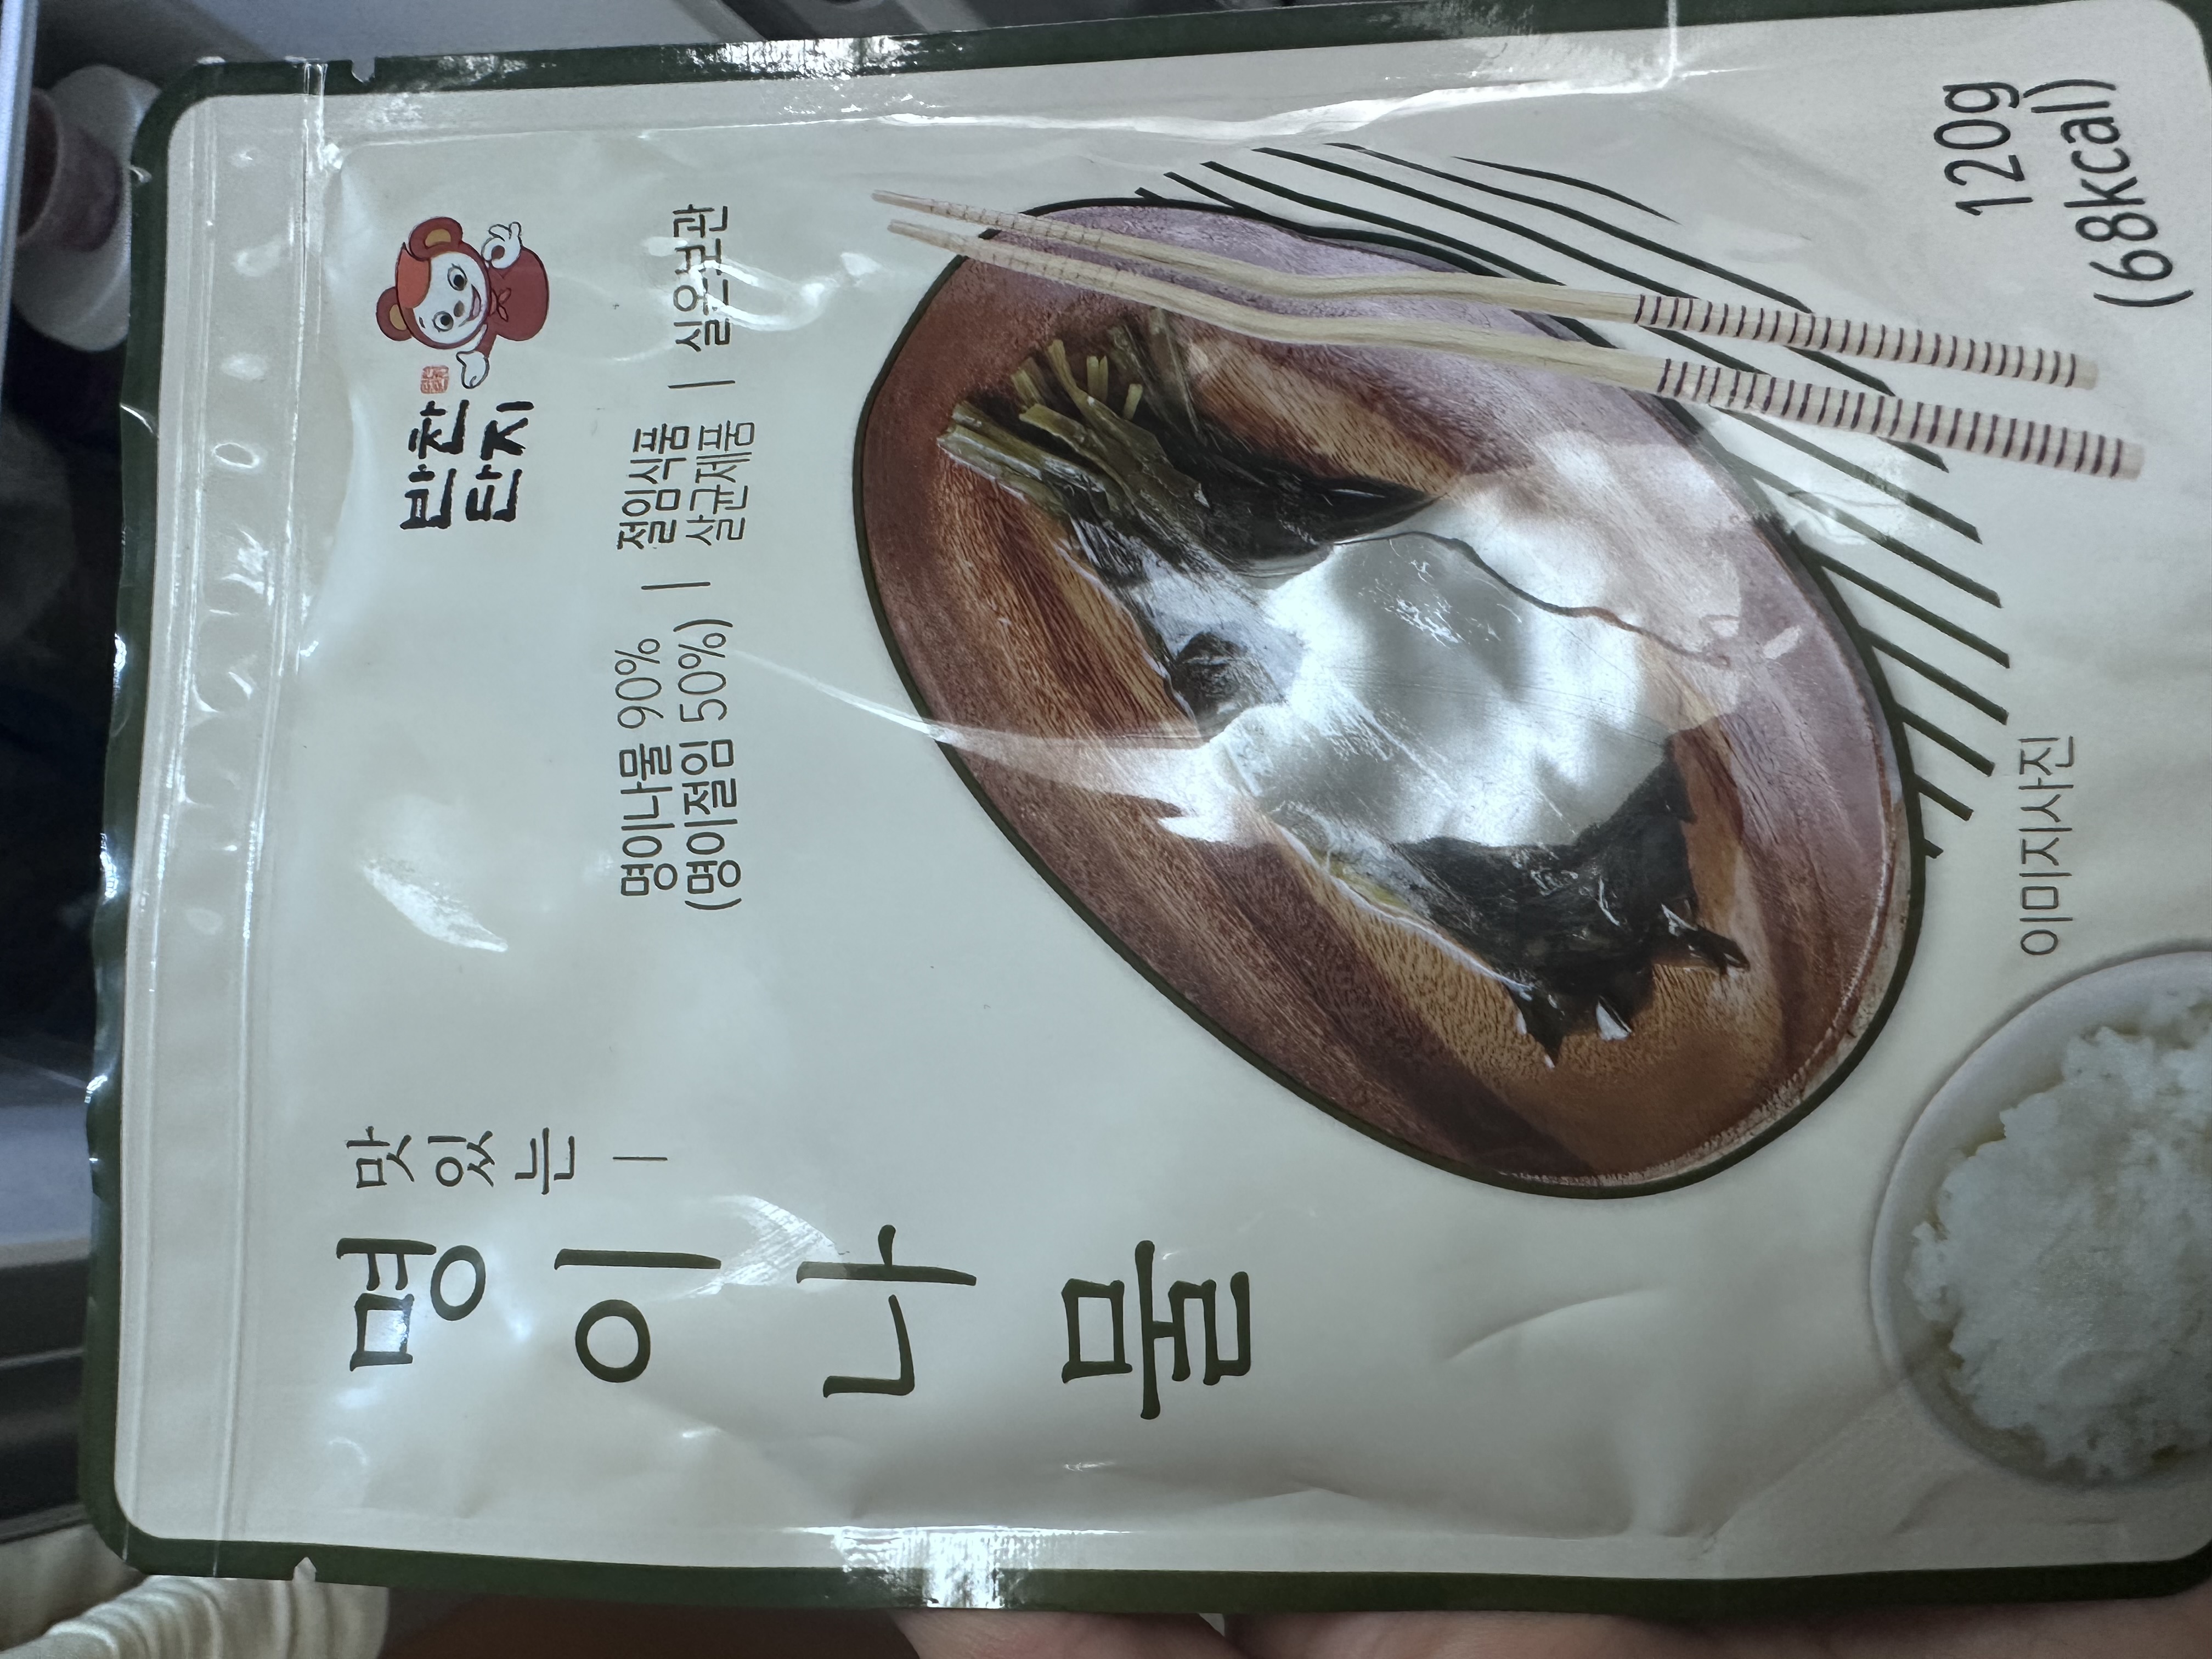 맛있는
명이나물
명이나물 90%
(명이절임 50%)
절임식품
살균제품
실온보관
반찬
단지
이미지사진
120g
(68kcal)